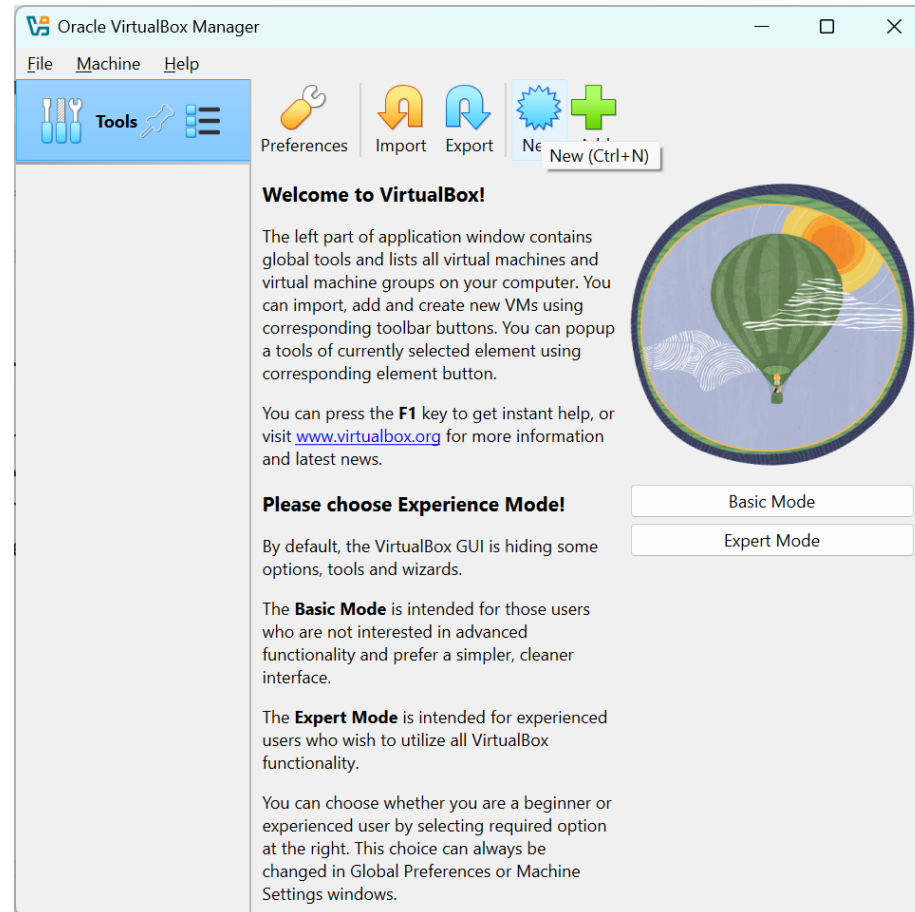 Oracle VirtualBox Manager
File Machine Help
Tools
Preferences
Import
Export
New (Ctrl+N)
Welcome to VirtualBox!
The left part of application window contains
global tools and lists all virtual machines and
virtual machine groups on your computer. You
can import, add and create new VMs using
corresponding toolbar buttons. You can popup
a tools of currently selected element using
corresponding element button.
You can press the F1 key to get instant help, or
visit www.virtualbox.org for more information
and latest news.
Please choose Experience Mode!
By default, the VirtualBox GUI is hiding some
options, tools and wizards.
The Basic Mode is intended for those users
who are not interested in advanced
functionality and prefer a simpler, cleaner
interface.
The Expert Mode is intended for experienced
users who wish to utilize all VirtualBox
functionality.
You can choose whether you are a beginner or
experienced user by selecting required option
at the right. This choice can always be
changed in Global Preferences or Machine
Settings windows.
Basic Mode
Expert Mode